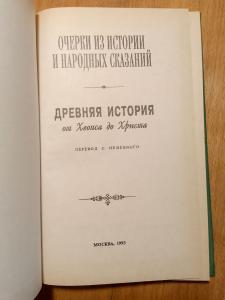 ОЧЕРКИ ИЗ ИСТОРИИ
И НАРОДНЫХ СКАЗАНИЙ
ДРЕВНЯЯ ИСТОРИЯ
от Хеопса до Христа
ПЕРЕВОД С НЕМЕЦКОГО
МОСКВА, 1993